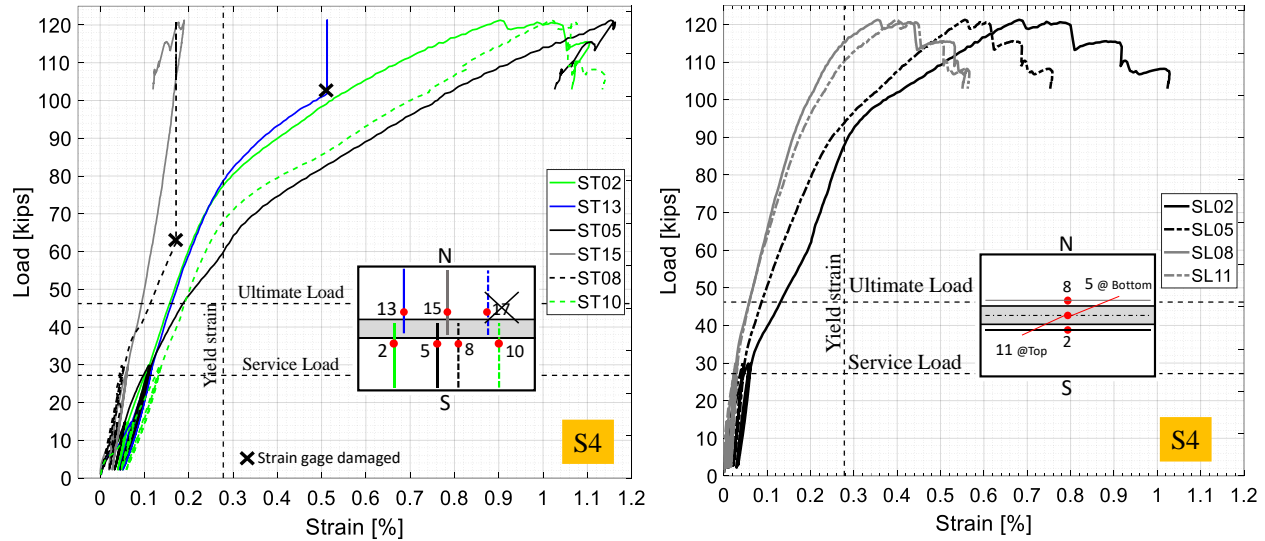 120
110
100
90
80
70
60
50
40
30
20
10
0
Load [kips]
0
0.1
0.2
0.3
0.4
0.5
0.6
0.7
0.8
0.9
1
1.1
1.2
Strain [%]
Ultimate Load
Service Load
Yield strain
ST02
ST13
ST05
ST15
ST08
ST10
N
13
15
17
2
5
8
10
S
Strain gage damaged
S4
120
110
100
90
80
70
60
50
40
30
20
10
0
Load [kips]
0
0.1
0.2
0.3
0.4
0.5
0.6
0.7
0.8
0.9
1
1.1
1.2
Strain [%]
Ultimate Load
Service Load
Yield strain
SL02
SL05
SL08
SL11
N
8
5 @ Bottom
11 @Top
2
S
S4